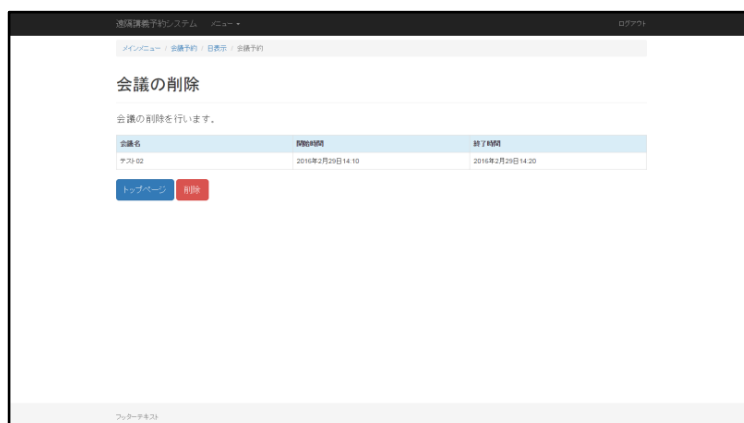 遠隔講義予約システム メニュー ログアウト
メインメニュー / 会議予約 / 日表示 / 会議予約
会議の削除
会議の削除を行います。
会議名 開始時間 終了時間
テスト02 2016年2月29日14:10 2016年2月29日14:20
トップページ 削除
フッターテキスト